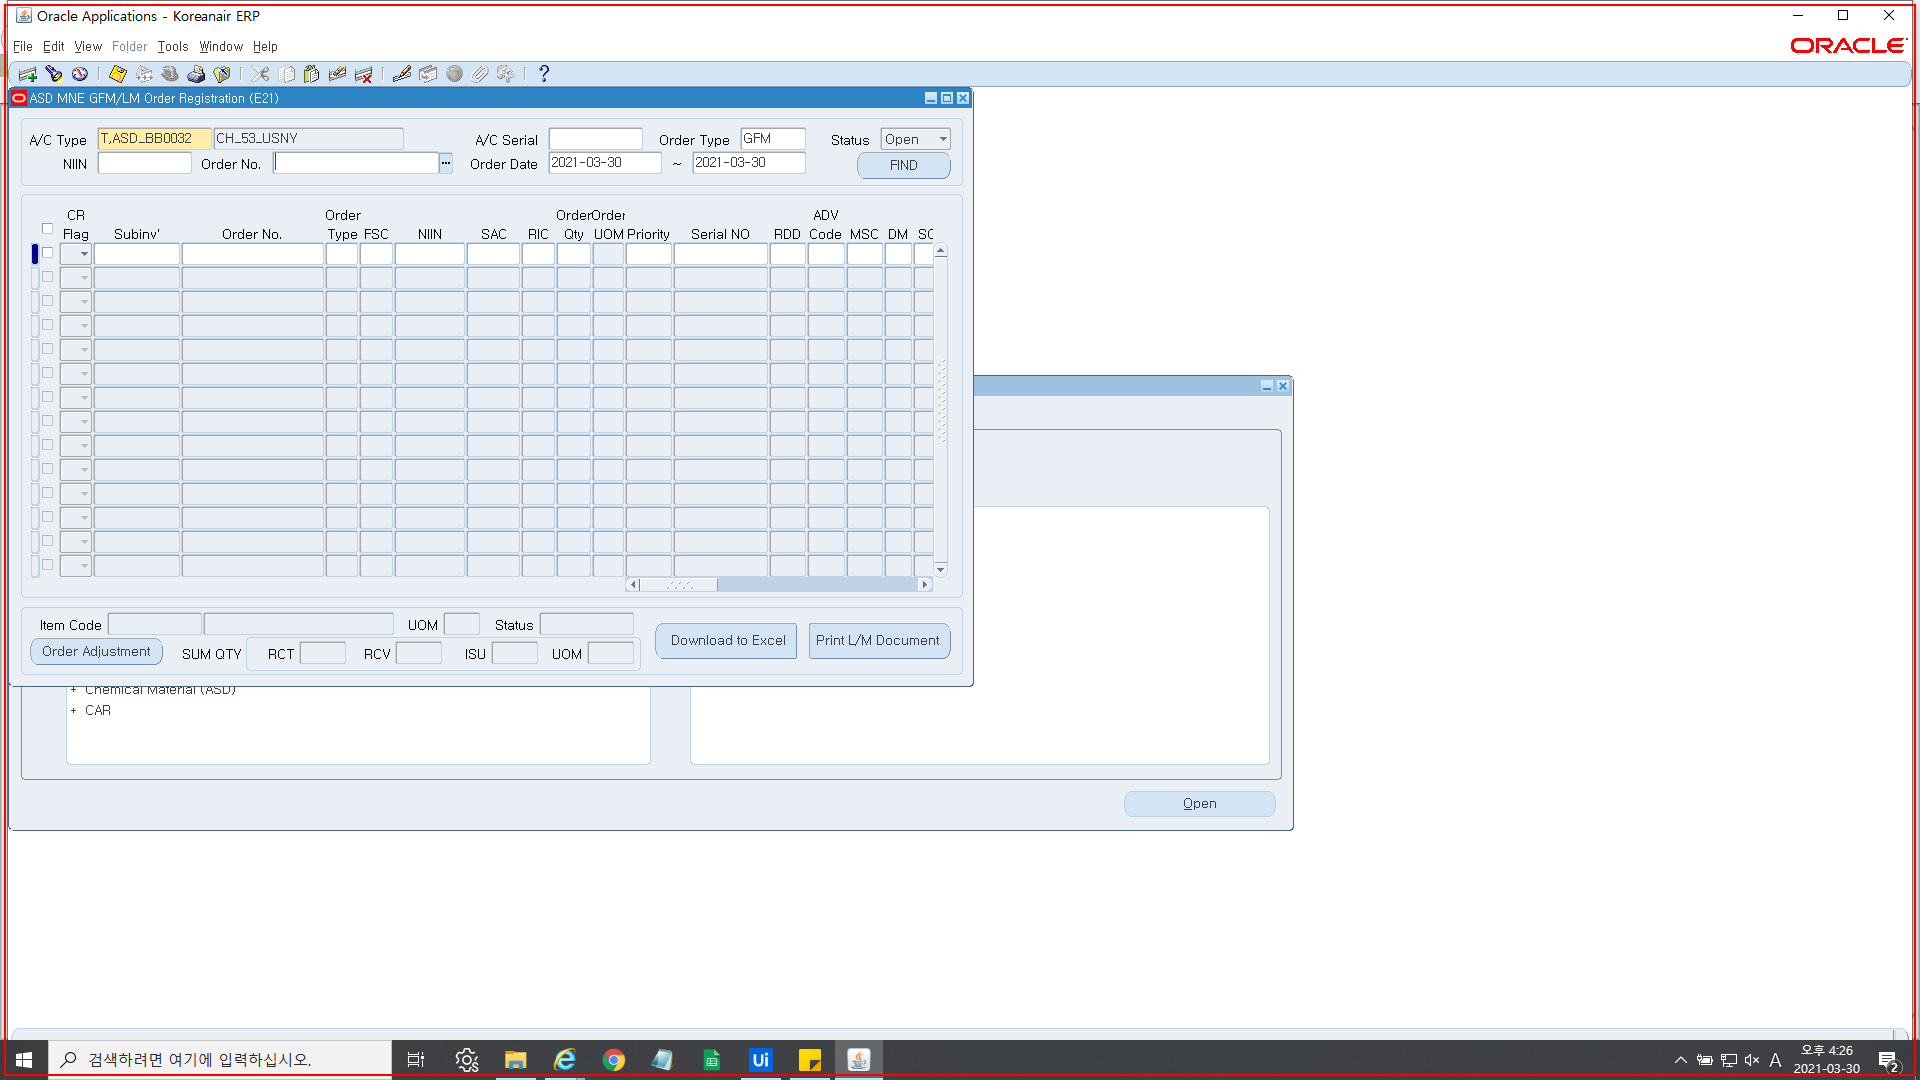 Oracle Applications - Koreanair ERP
File Edit View Folder Tools Window Help
ORACLE
ASD MNE GFM/LM Order Registration (E21)
A/C Type T,ASD_BB0032 CH_53_USNY A/C Serial Order Type GFM Status Open
NIIN Order No. Order Date 2021-03-30 ~ 2021-03-30 FIND
CR Order Order Order ADV
Flag Subinv' Order No. Type FSC NIIN SAC RIC Qty UOM Priority Serial NO RDD Code MSC DM SC
Item Code UOM Status
Download to Excel Print L/M Document
Order Adjustment SUM QTY RCT RCV ISU UOM
+ Chemical Material (ASD)
+ CAR
Open
검색하려면 여기에 입력하십시오.
Ui
A
오후 4:26
2021-03-30
2